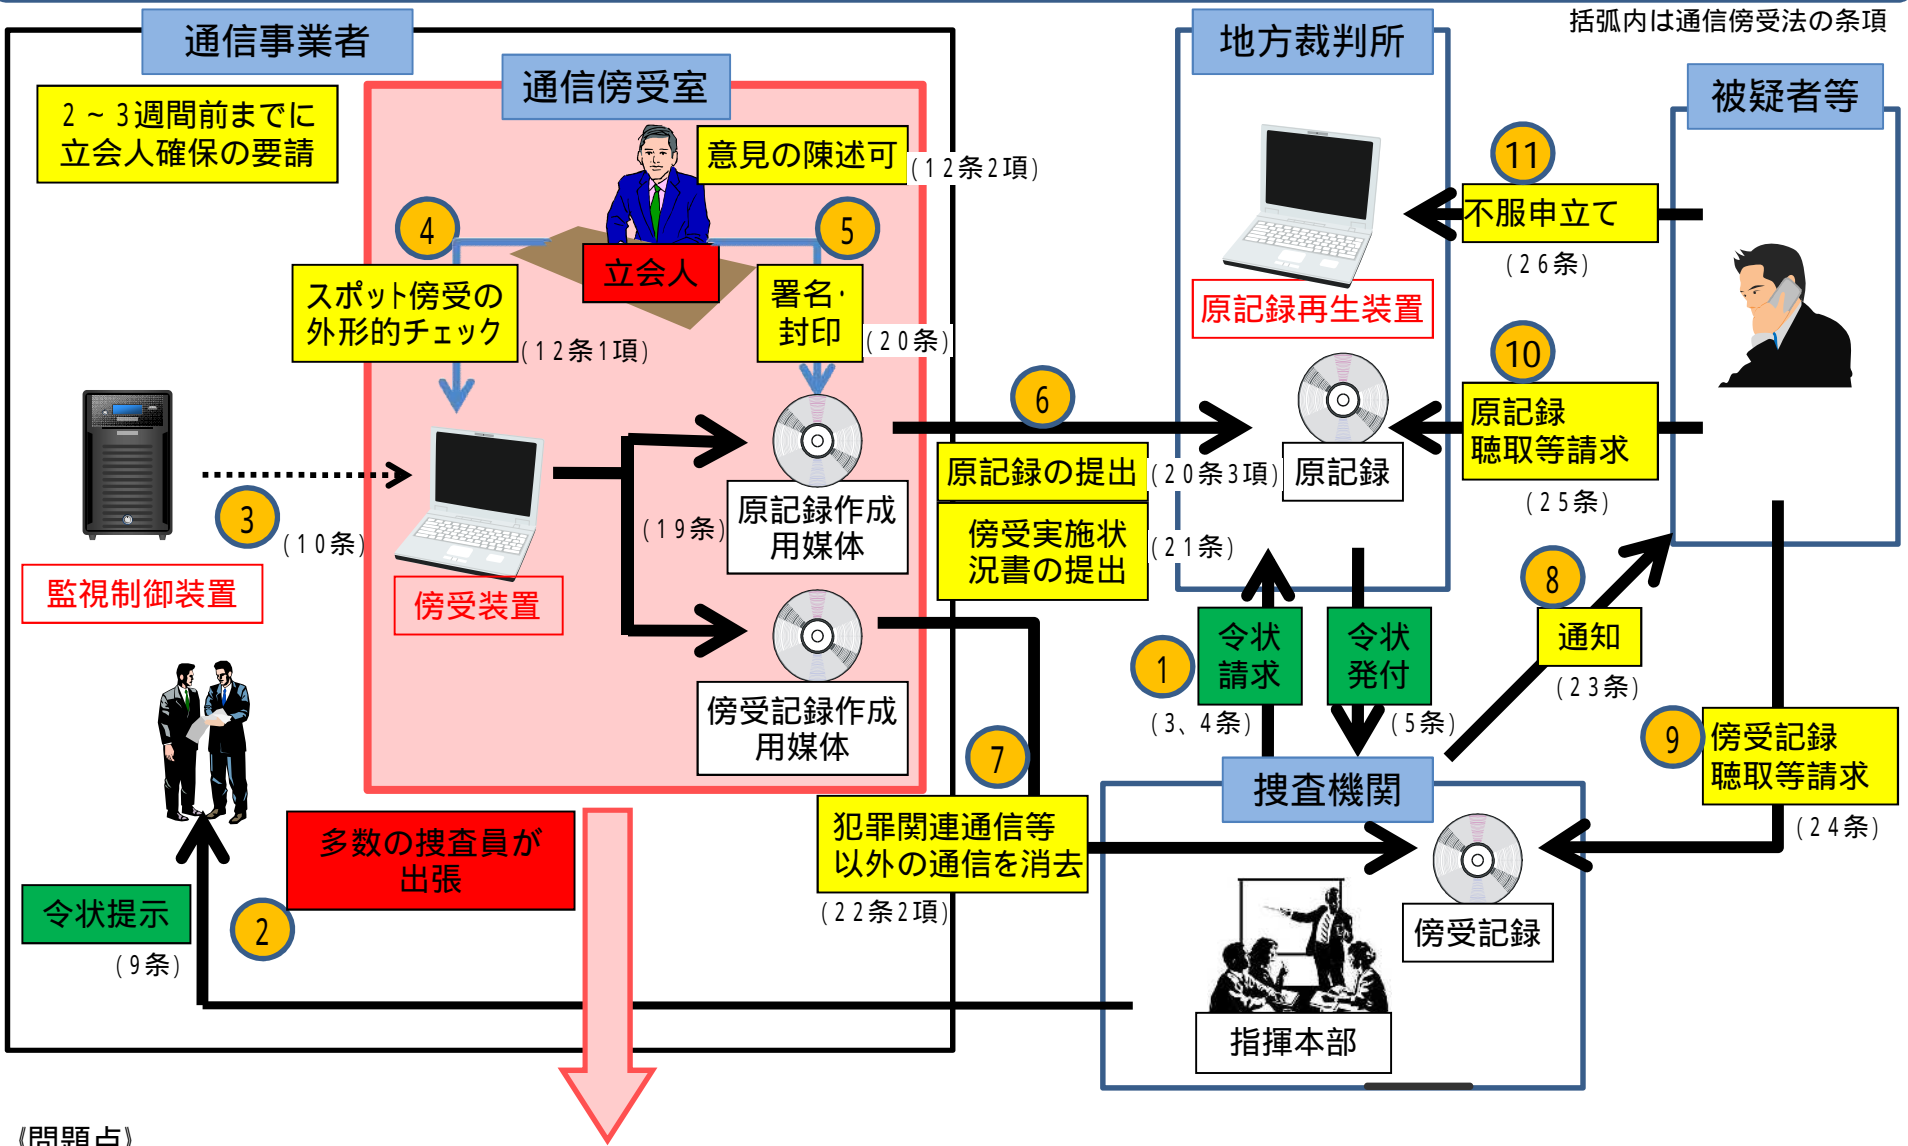 括弧内は通信傍受法の条項
通信事業者
2~3週間前までに
立会人確保の要請
通信傍受室
意見の陳述可
(12条2項)
立会人
4
スポット傍受の
外形的チェック
(12条1項)
5
署名・
封印
(20条)
監視制御装置
3
(10条)
傍受装置
(19条)
原記録作成
用媒体
傍受記録作成
用媒体
多数の捜査員が
出張
令状提示
(9条)
2
6
原記録の提出
(20条3項)
傍受実施状
況書の提出
(21条)
7
犯罪関連通信等
以外の通信を消去
(22条2項)
地方裁判所
原記録再生装置
原記録
1
令状
請求
(3、4条)
令状
発付
(5条)
捜査機関
傍受記録
指揮本部
被疑者等
11
不服申立て
(26条)
10
原記録
聴取等請求
(25条)
8
通知
(23条)
9
傍受記録
聴取等請求
(24条)
《問題点》